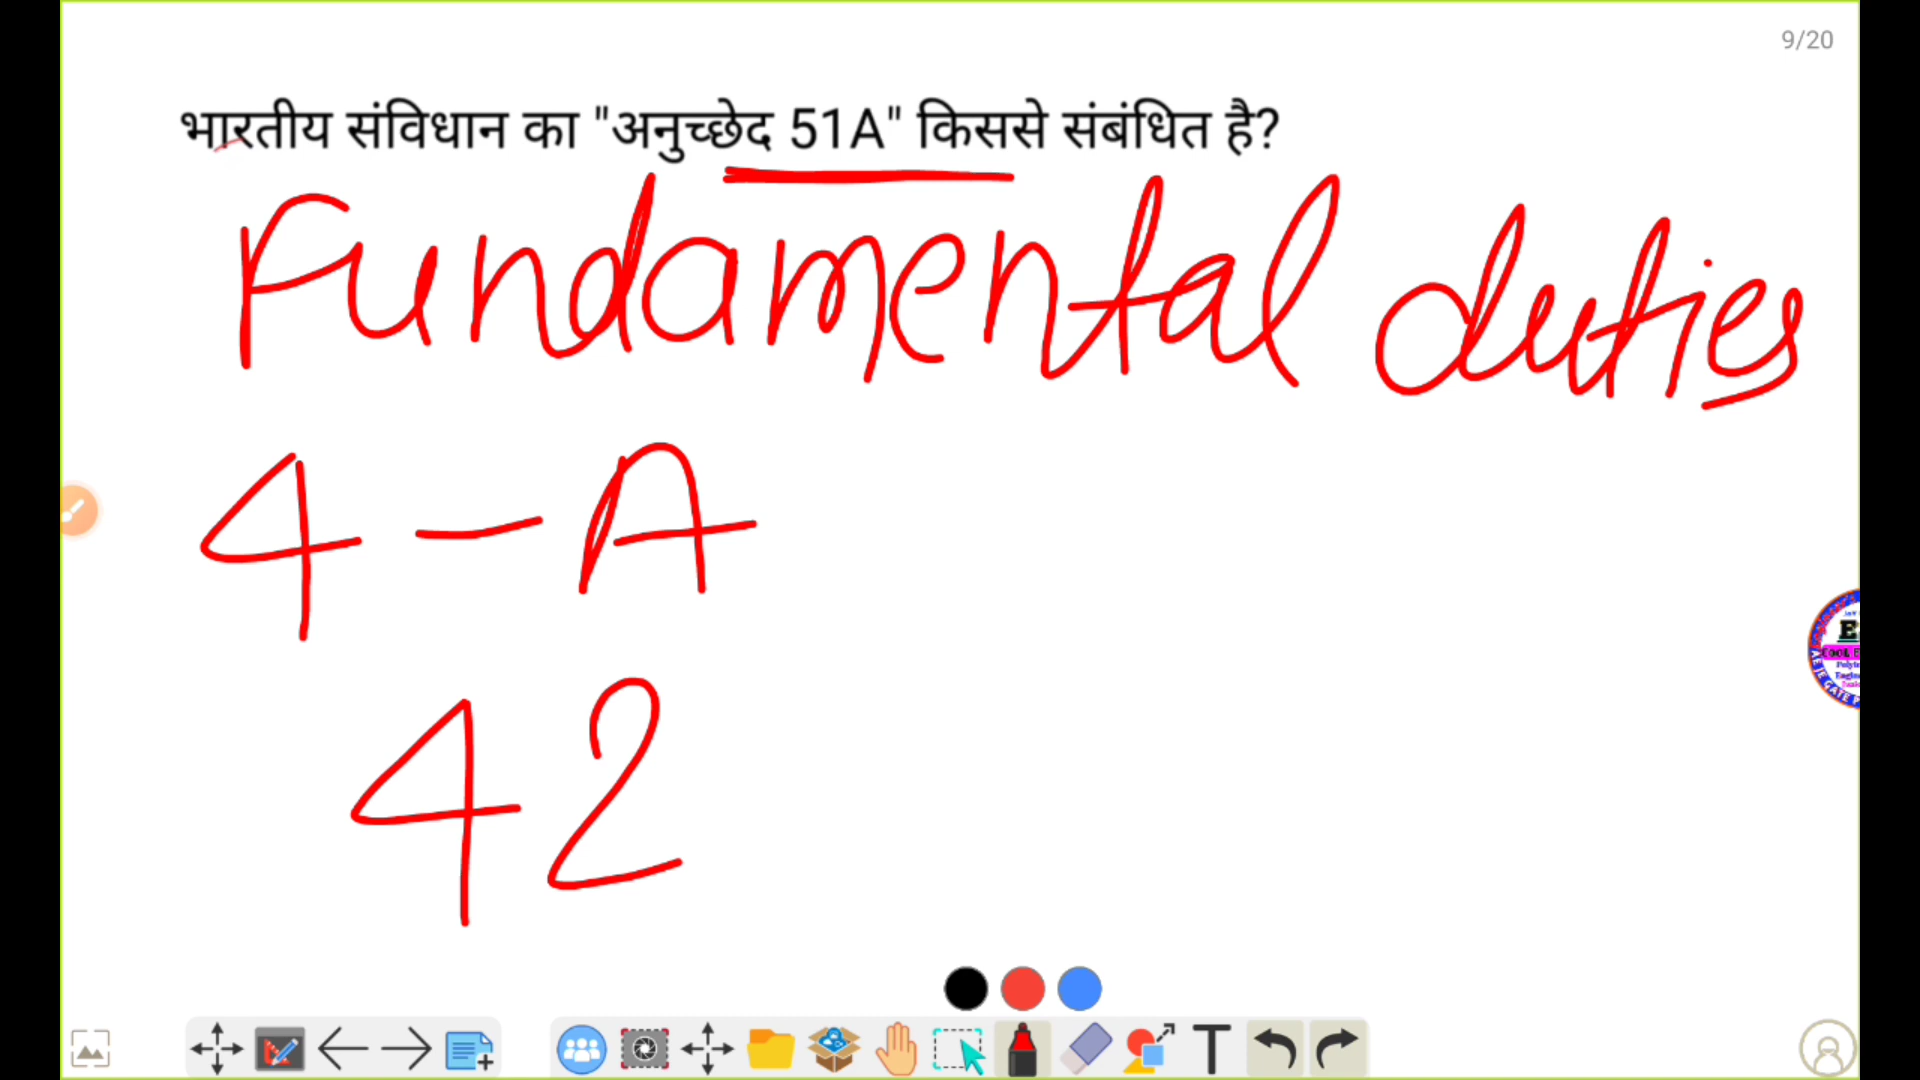 9/20
भारतीय संविधान का "अनुच्छेद 51A" किससे संबंधित है?
Fundamental duties
4-A
42
T